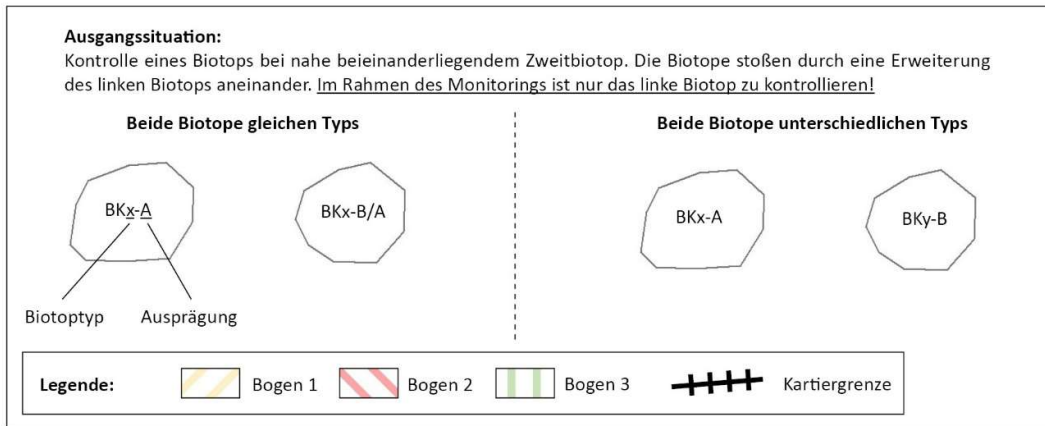 Ausgangssituation:
Kontrolle eines Biotops bei nahe beieinanderliegendem Zweitbiotop. Die Biotope stoßen durch eine Erweiterung
des linken Biotops aneinander. Im Rahmen des Monitorings ist nur das linke Biotop zu kontrollieren!
Beide Biotope gleichen Typs
BKx-A
BKx-B/A
Biotoptyp
Ausprägung
Beide Biotope unterschiedlichen Typs
BKx-A
BKy-B
Legende:
Bogen 1
Bogen 2
Bogen 3
Kartiergrenze